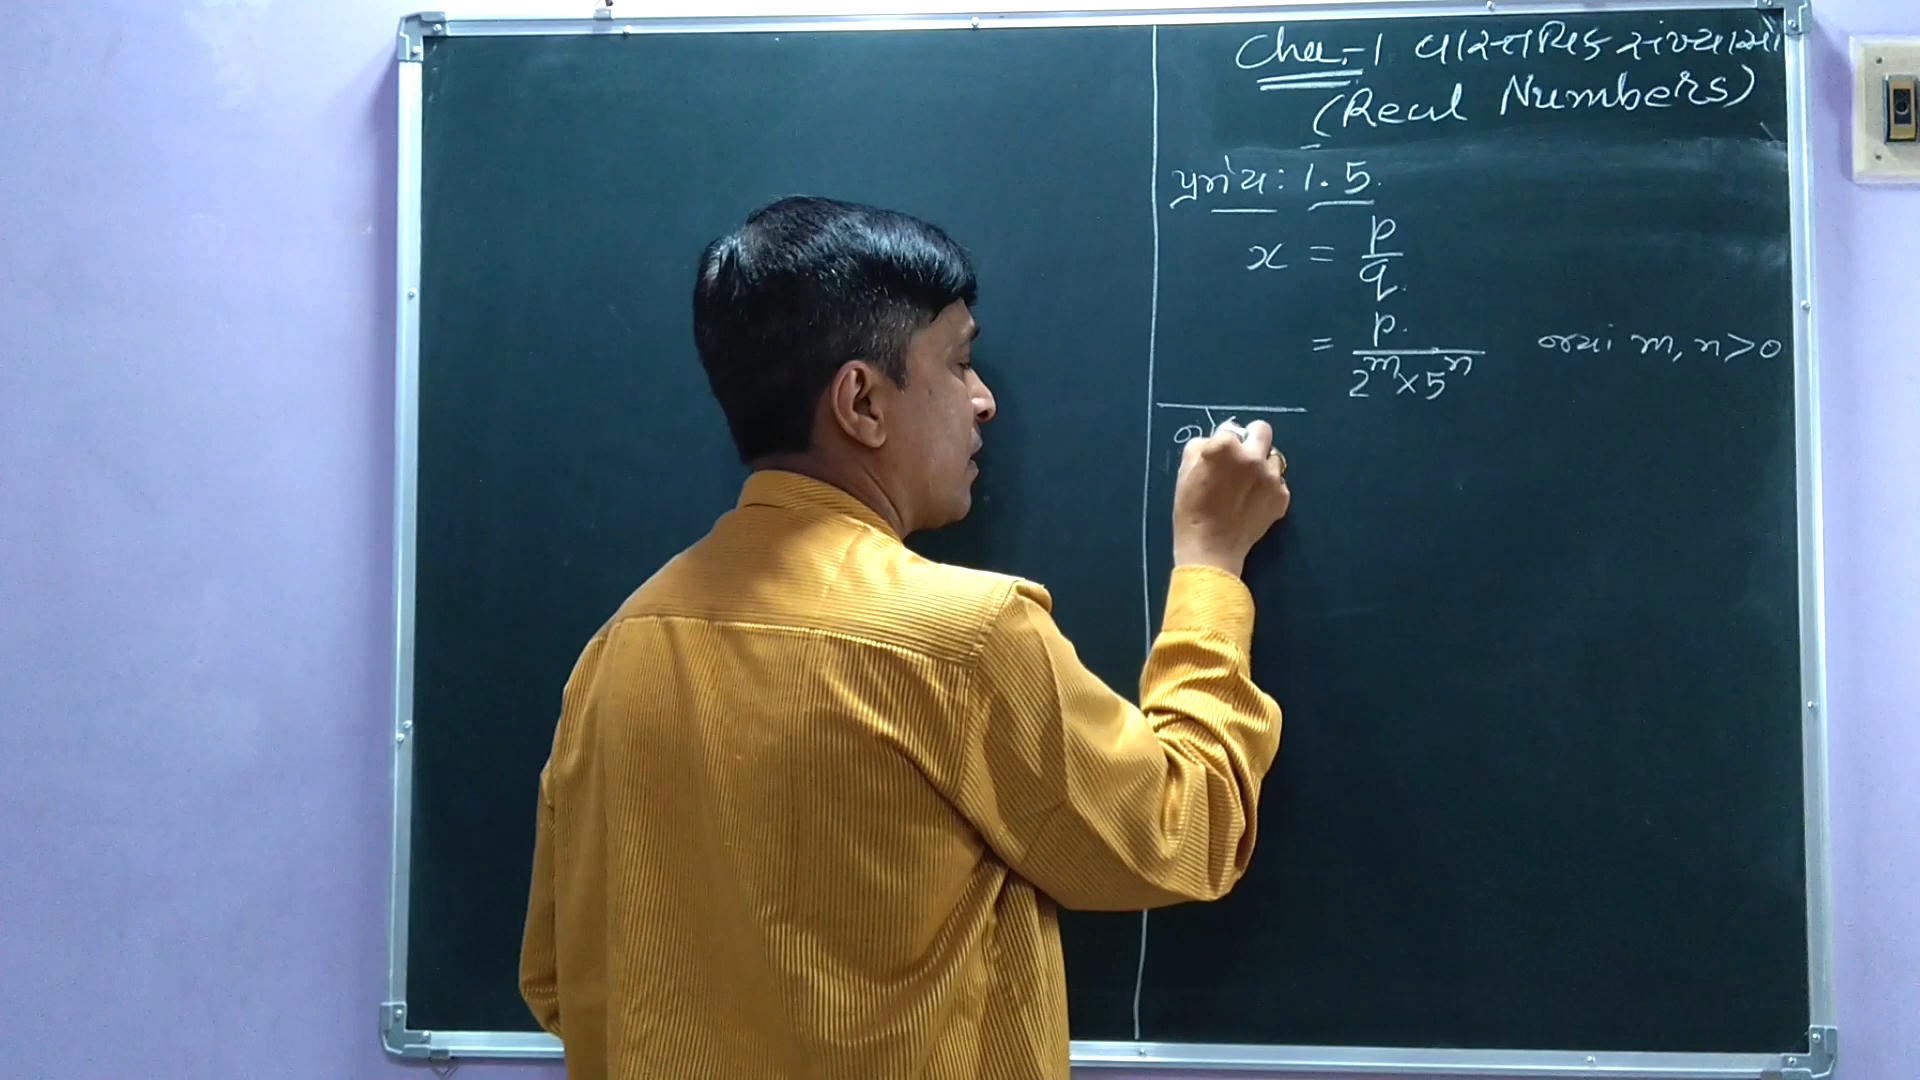 Cha:-1 વાસ્તવિક સંખ્યાઓ
(Real Numbers)
પ્રમેય: 1.5
x = p/q
= p/2^m×5^n જ્યાં m, n>0